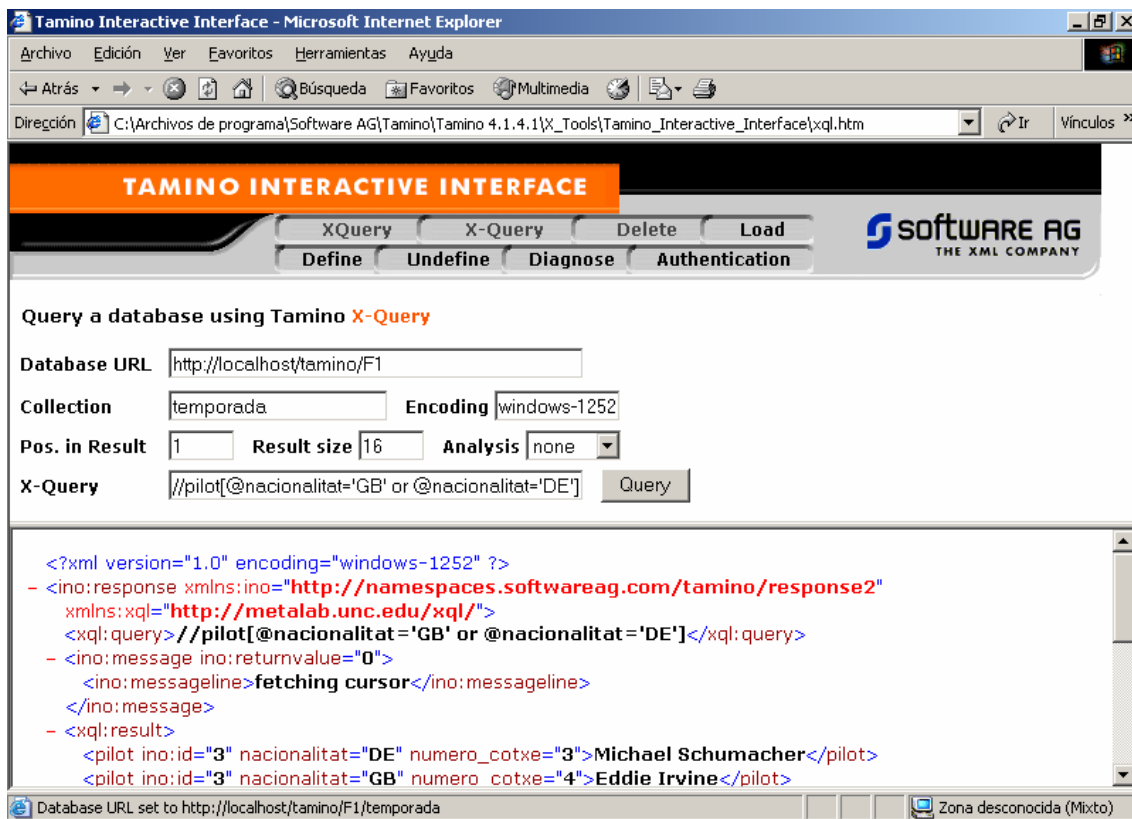 Tamino Interactive Interface - Microsoft Internet Explorer
Archivo Edición Ver Favoritos Herramientas Ayuda
Atrás Búsqueda Favoritos Multimedia
Dirección C:\Archivos de programa\Software AG\Tamino\Tamino 4.1.4.1\X_Tools\Tamino_Interactive_Interface\xql.htm Ir Vínculos »
TAMINO INTERACTIVE INTERFACE
XQuery X-Query Delete Load
Define Undefine Diagnose Authentication
software AG
THE XML COMPANY
Query a database using Tamino X-Query
Database URL http://localhost/tamino/F1
Collection temporada Encoding windows-1252
Pos. in Result 1 Result size 16 Analysis none
X-Query //pilot[@nacionalitat='GB' or @nacionalitat='DE'] Query
<?xml version="1.0" encoding="windows-1252" ?>
- <ino:response xmlns:ino="http://namespaces.softwareag.com/tamino/response2"
xmlns:xql="http://metalab.unc.edu/xql/">
<xql:query>//pilot[@nacionalitat='GB' or @nacionalitat='DE']</xql:query>
- <ino:message ino:returnvalue="0">
<ino:messageline>fetching cursor</ino:messageline>
</ino:message>
- <xql:result>
<pilot ino:id="3" nacionalitat="DE" numero_cotxe="3">Michael Schumacher</pilot>
<pilot ino:id="3" nacionalitat="GB" numero_cotxe="4">Eddie Irvine</pilot>
Database URL set to http://localhost/tamino/F1/temporada Zona desconocida (Mixto)